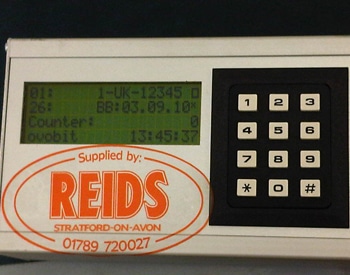 01: 1-UK-12345
26: BB:03.09.10*
Counter: 0
ovobit 13:45:37
Supplied by:
REIDS
STRATFORD-ON-AVON
01789 720027
1 2 3
4 5 6
7 8 9
* 0 #